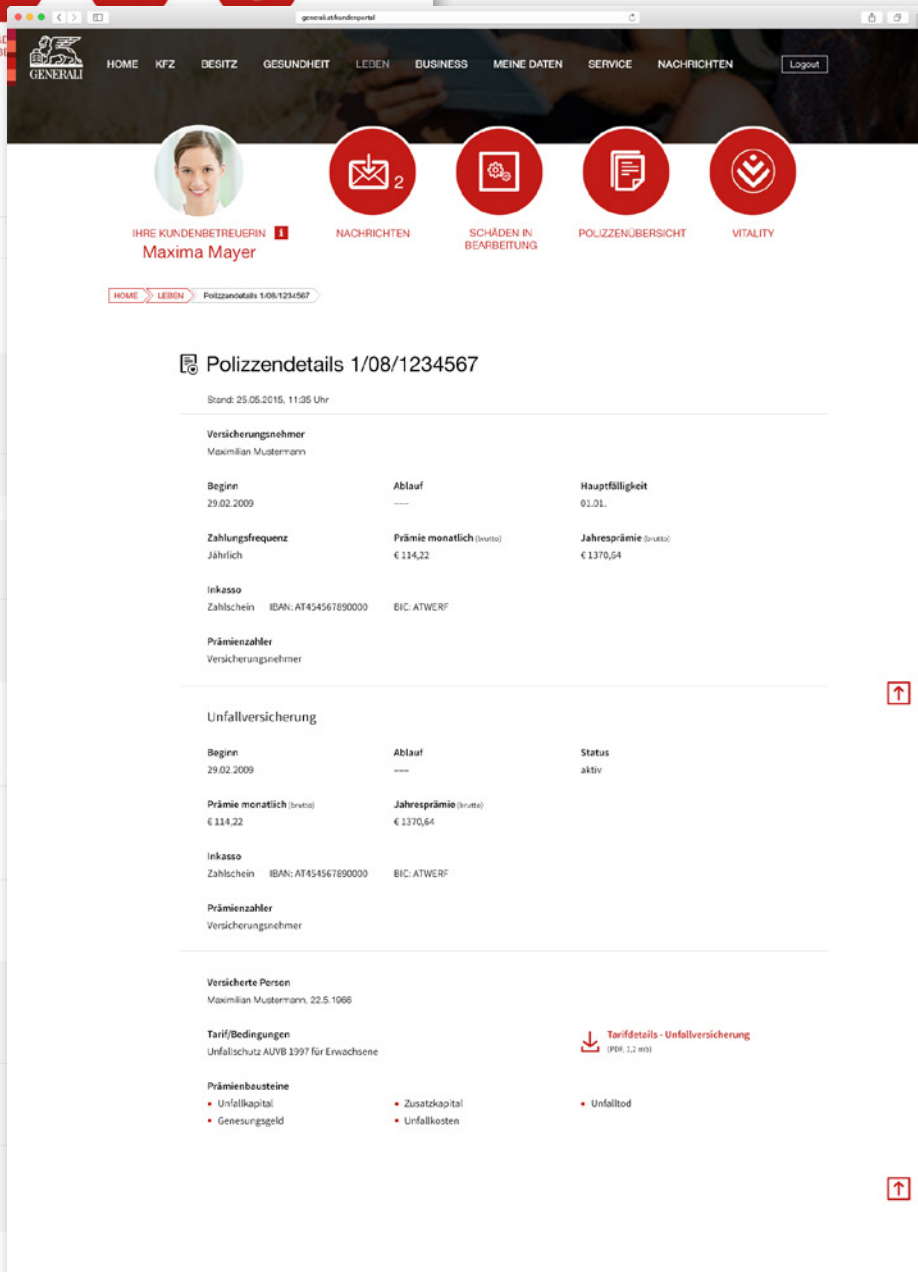 generali.at/kundenportal
GENERALI
HOME KFZ BESITZ GESUNDHEIT LEBEN BUSINESS MEINE DATEN SERVICE NACHRICHTEN Logout
2
IHRE KUNDENBETREUERIN i
Maxima Mayer
NACHRICHTEN
SCHÄDEN IN
BEARBEITUNG
POLIZZENÜBERSICHT
VITALITY
HOME LEBEN Polizzandetails 1/08/1234567
Polizzendetails 1/08/1234567
Stand: 25.05.2015, 11:35 Uhr
Versicherungsnehmer
Maximilian Mustermann
Beginn Ablauf Hauptfälligkeit
29.02.2009 ---- 01.01.
Zahlungsfrequenz Prämie monatlich (brutto) Jahresprämie (brutto)
Jährlich € 114,22 € 1370,64
Inkasso
Zahlschein IBAN: AT454567890000 BIC: ATWERF
Prämienzahler
Versicherungsnehmer
Unfallversicherung
Beginn Ablauf Status
29.02.2009 ---- aktiv
Prämie monatlich (brutto) Jahresprämie (brutto)
€ 114,22 € 1370,64
Inkasso
Zahlschein IBAN: AT454567890000 BIC: ATWERF
Prämienzahler
Versicherungsnehmer
Versicherte Person
Maximilian Mustermann, 22.5.1966
Tarif/Bedingungen
Unfallschutz AUVB 1997 für Erwachsene
Tarifdetails - Unfallversicherung
(PDF, 1,2 mb)
Prämienbausteine
▪ Unfallkapital ▪ Zusatzkapital ▪ Unfalltod
▪ Genesungsgeld ▪ Unfallkosten